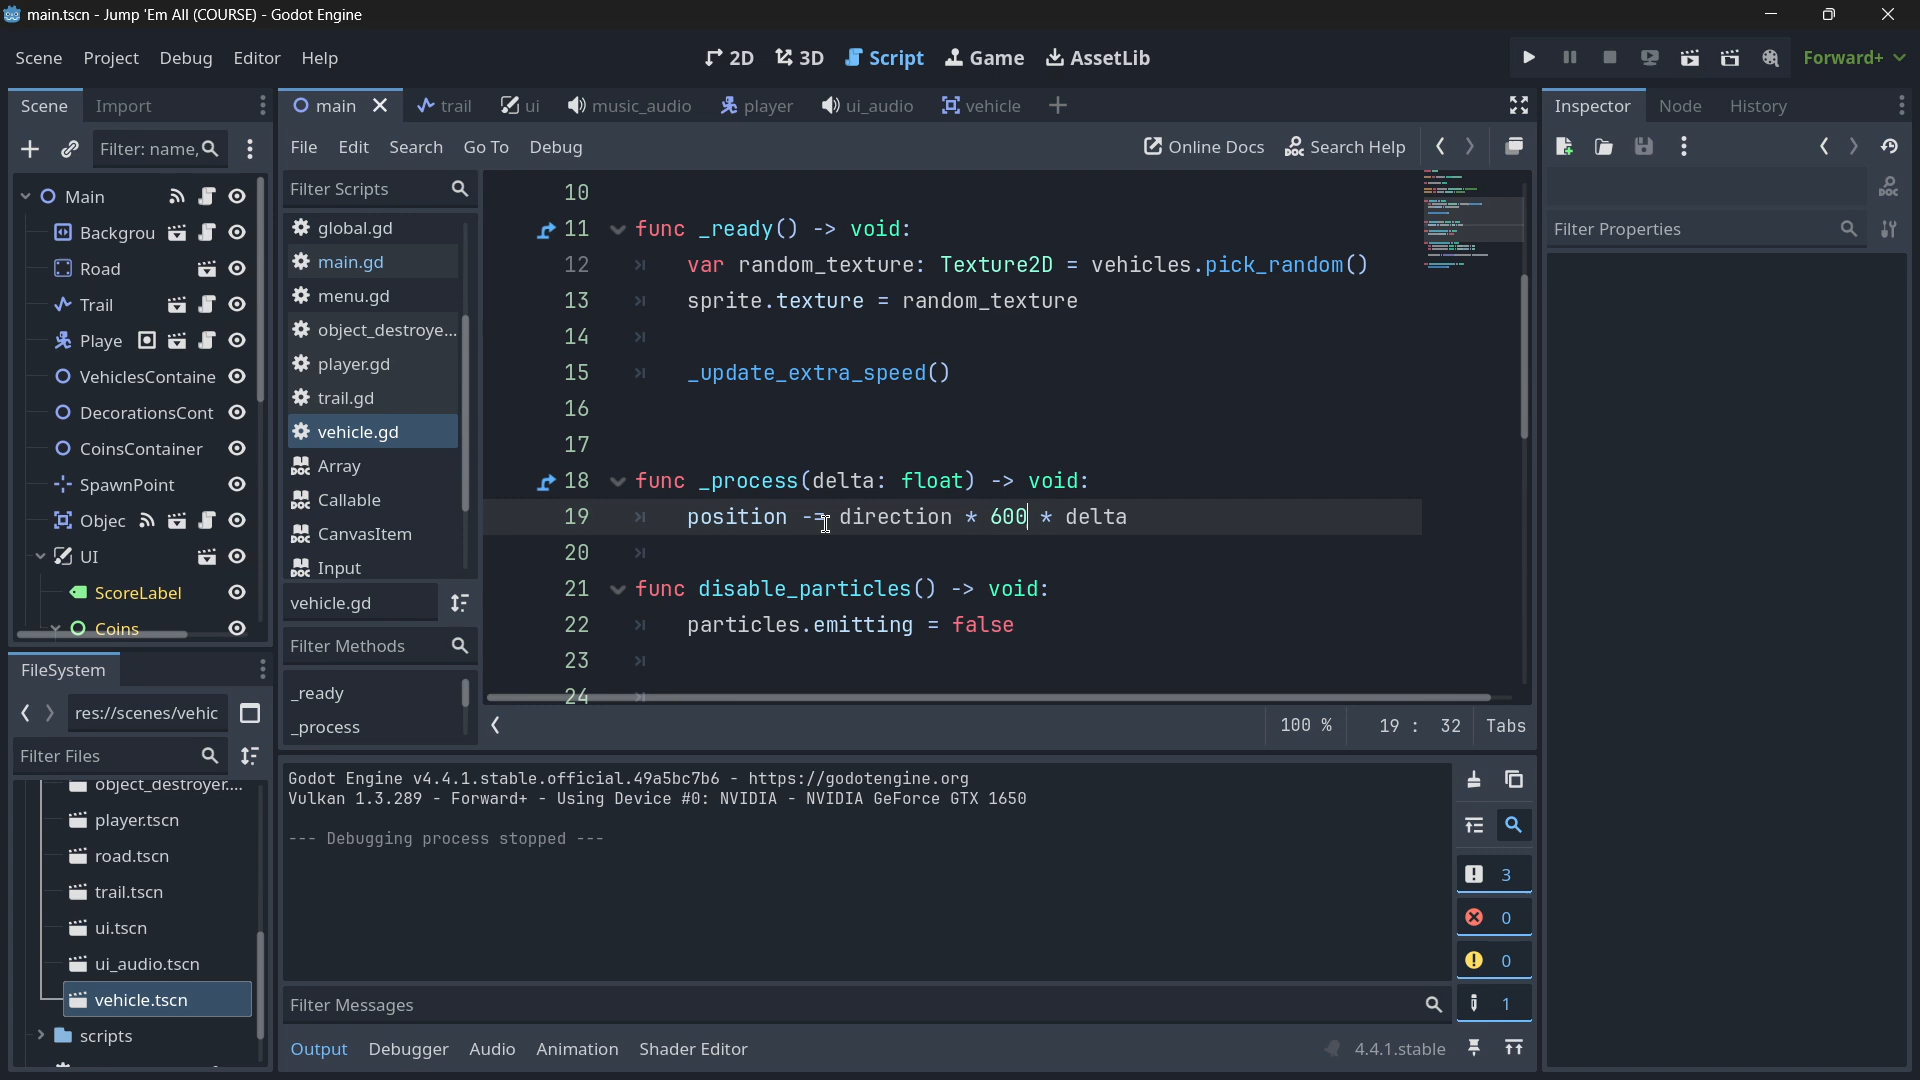 main.tscn - Jump 'Em All (COURSE) - Godot Engine
Scene Project Debug Editor Help
2D 3D Script Game AssetLib
Forward+
Scene Import
Filter: name,
Main
Backgrou
Road
Trail
Playe
VehiclesContaine
DecorationsCont
CoinsContainer
SpawnPoint
Objec
UI
ScoreLabel
Coins
FileSystem
res://scenes/vehic
Filter Files
object_destroyer....
player.tscn
road.tscn
trail.tscn
ui.tscn
ui_audio.tscn
vehicle.tscn
scripts
main trail ui music_audio player ui_audio vehicle
File Edit Search Go To Debug
Online Docs Search Help
Filter Scripts
global.gd
main.gd
menu.gd
object_destroye...
player.gd
trail.gd
vehicle.gd
Array
Callable
CanvasItem
Input
vehicle.gd
Filter Methods
_ready
_process
10
11 func _ready() -> void:
12 var random_texture: Texture2D = vehicles.pick_random()
13 sprite.texture = random_texture
14
15 _update_extra_speed()
16
17
18 func _process(delta: float) -> void:
19 position -= direction * 600 * delta
20
21 func disable_particles() -> void:
22 particles.emitting = false
23
24
100 % 19 : 32 Tabs
Godot Engine v4.4.1.stable.official.49a5bc7b6 - https://godotengine.org
Vulkan 1.3.289 - Forward+ - Using Device #0: NVIDIA - NVIDIA GeForce GTX 1650
--- Debugging process stopped ---
3
0
0
1
Filter Messages
Output Debugger Audio Animation Shader Editor
4.4.1.stable
Inspector Node History
Filter Properties